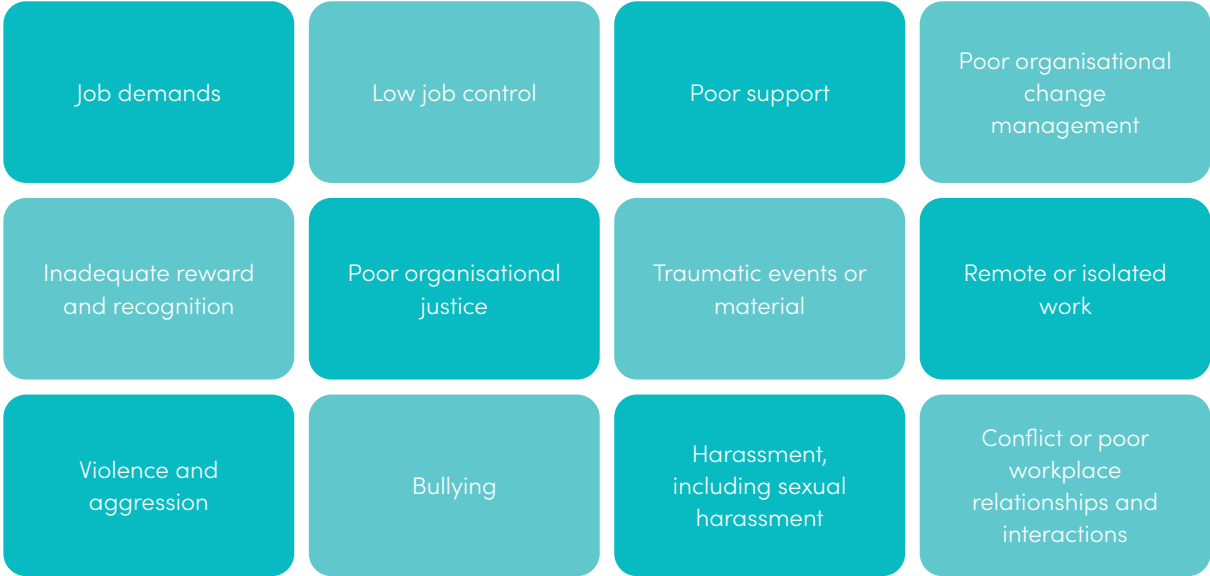 Job demands
Low job control
Poor support
Poor organisational
change
management
Inadequate reward
and recognition
Poor organisational
justice
Traumatic events or
material
Remote or isolated
work
Violence and
aggression
Bullying
Harassment,
including sexual
harassment
Conflict or poor
workplace
relationships and
interactions